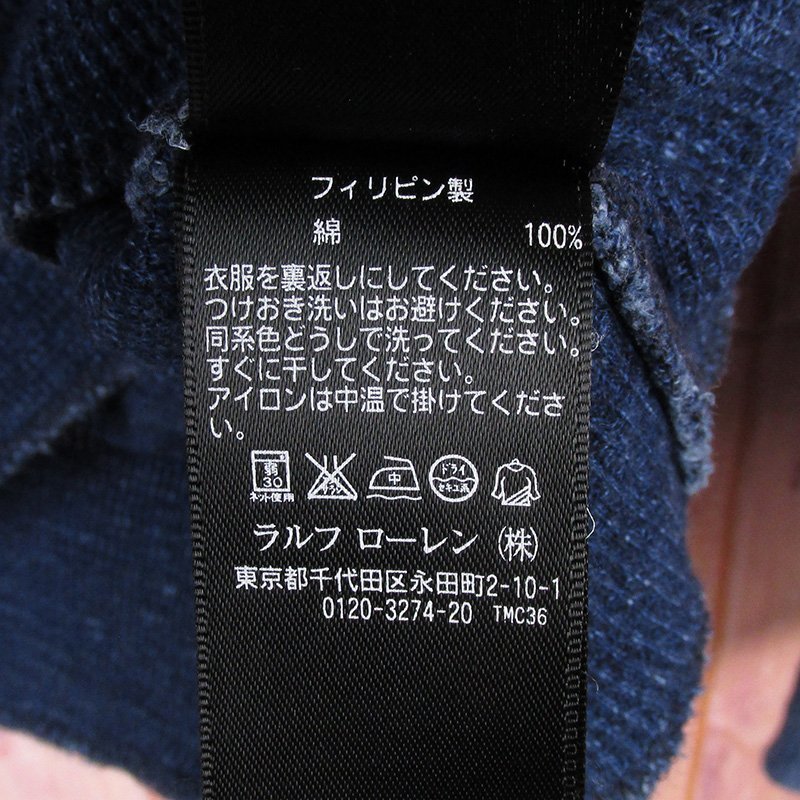 フィリピン製
綿 100%
衣服を裏返しにしてください。
つけおき洗いはお避けください。
同系色どうしで洗ってください。
すぐに干してください。
アイロンは中温で掛けてくださ
い。
弱 中 ドライ
30 セキユ系
ネット使用
ラルフ ローレン (株)
東京都千代田区永田町2-10-1
0120-3274-20 TMC36